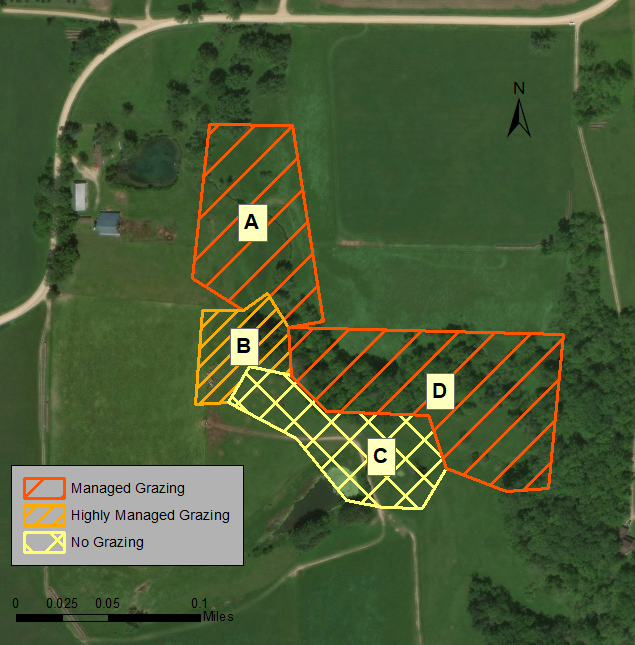 N
A
B
D
C
Managed Grazing
Highly Managed Grazing
No Grazing
0 0.025 0.05 0.1
Miles